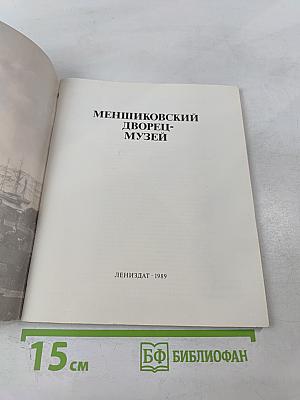 МЕНШИКОВСКИЙ
ДВОРЕЦ-
МУЗЕЙ
ЛЕНИЗДАТ · 1989
15 см
БФ БИБЛИОФАН